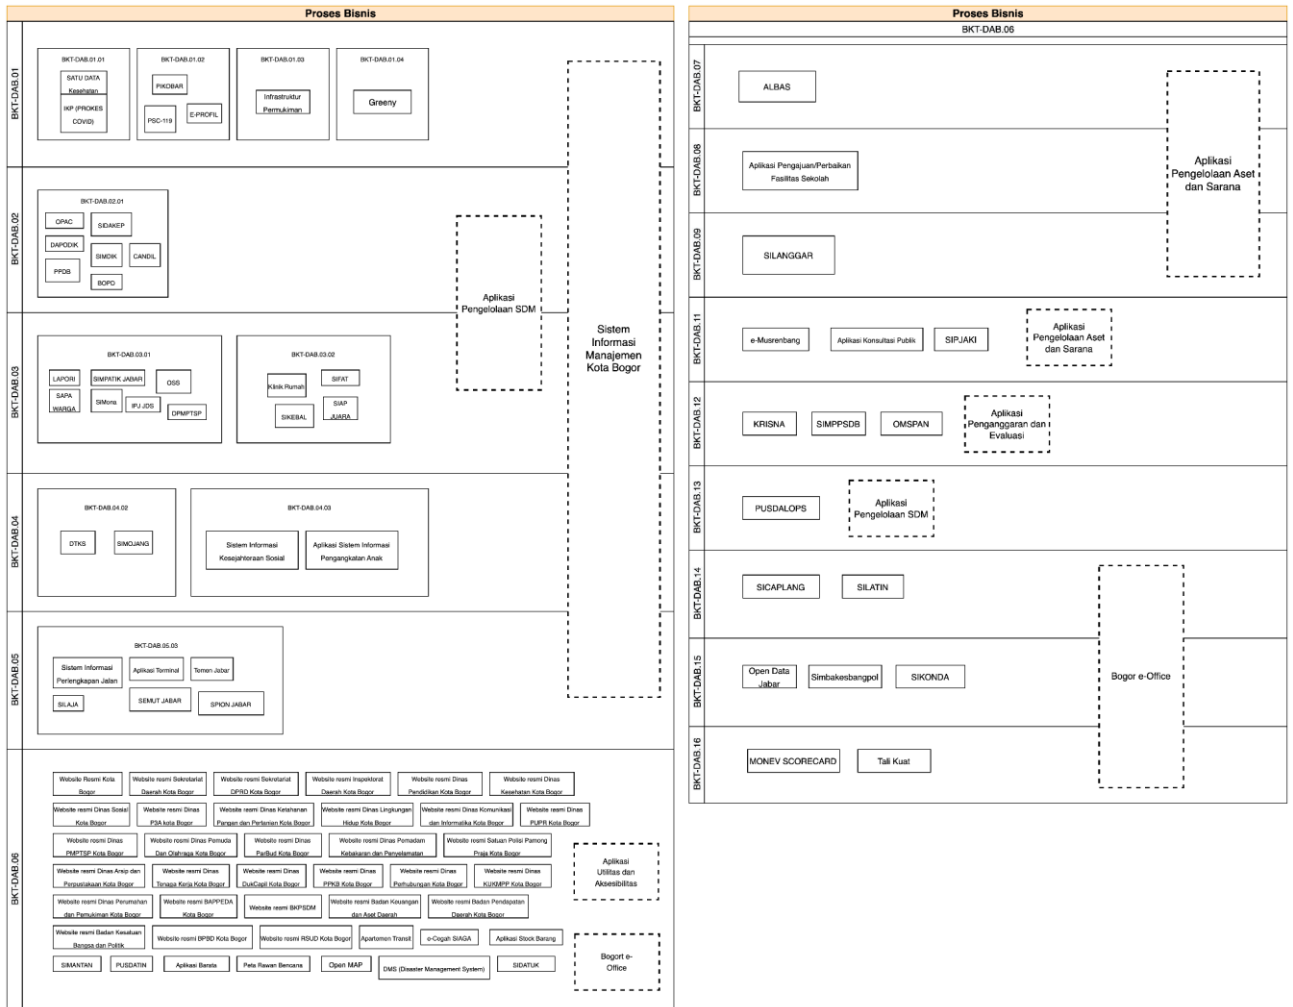 Proses Bisnis
BKT-DAB.01
BKT-DAB.01.01
SATU DATA
Kesehatan
IKP (PROKES
COVID)
BKT-DAB.01.02
PIKOBAR
PSC-119
E-PROFIL
BKT-DAB.01.03
Infrastruktur
Permukiman
BKT-DAB.01.04
Greeny
BKT-DAB.02
BKT-DAB.02.01
OPAC
SIDAKEP
DAPODIK
SIMDIK
CANDIL
PPDB
BOPD
Aplikasi
Pengelolaan SDM
Sistem
Informasi
Manajemen
Kota Bogor
BKT-DAB.03
BKT-DAB.03.01
LAPOR!
SIMPATIK JABAR
OSS
SAPA
WARGA
SIMona
IPU JDS
DPMPTSP
BKT-DAB.03.02
Klinik Rumah
SIFAT
SIKEBAL
SIAP
JUARA
BKT-DAB.04
BKT-DAB.04.02
DTKS
SIMOJANG
BKT-DAB.04.03
Sistem Informasi
Kesejahteraan Sosial
Aplikasi Sistem Informasi
Pengangkatan Anak
BKT-DAB.05
BKT-DAB.05.03
Sistem Informasi
Perlengkapan Jalan
Aplikasi Terminal
Temen Jabar
SILAJA
SEMUT JABAR
SPION JABAR
BKT-DAB.06
Website Resmi Kota
Bogor
Website resmi Sekretariat
Daerah Kota Bogor
Website resmi Sekretariat
DPRD Kota Bogor
Website resmi Inspektorat
Daerah Kota Bogor
Website resmi Dinas
Pendidikan Kota Bogor
Website resmi Dinas
Kesehatan Kota Bogor
Website resmi Dinas Sosial
Kota Bogor
Website resmi Dinas
P3A kota Bogor
Website resmi Dinas Ketahanan
Pangan dan Pertanian Kota Bogor
Website resmi Dinas Lingkungan
Hidup Kota Bogor
Website resmi Dinas Komunikasi
dan Informatika Kota Bogor
Website resmi Dinas
PUPR Kota Bogor
Website resmi Dinas
PMPTSP Kota Bogor
Website resmi Dinas Pemuda
Dan Olahraga Kota Bogor
Website resmi Dinas
ParBud Kota Bogor
Website resmi Dinas Pemadam
Kebakaran dan Penyelamatan
Website resmi Satuan Polisi Pamong
Praja Kota Bogor
Website resmi Dinas Arsip dan
Perpustakaan Kota Bogor
Website resmi Dinas
Tenaga Kerja Kota Bogor
Website resmi Dinas
DukCapil Kota Bogor
Website resmi Dinas
PPKB Kota Bogor
Website resmi Dinas
Perhubungan Kota Bogor
Website resmi Dinas
KUKMPP Kota Bogor
Website resmi Dinas Perumahan
dan Pemukiman Kota Bogor
Website resmi BAPPEDA
Kota Bogor
Website resmi BKPSDM
Website resmi Badan Keuangan
dan Aset Daerah
Website resmi Badan Pendapatan
Daerah Kota Bogor
Website resmi Badan Kesatuan
Bangsa dan Politik
Website resmi BPBD Kota Bogor
Website resmi RSUD Kota Bogor
Apartemen Transit
e-Cegah SIAGA
Aplikasi Stock Barang
SIMANTAN
PUSDATIN
Aplikasi Barata
Peta Rawan Bencana
Open MAP
DMS (Disaster Management System)
SIDATUK
Aplikasi
Utilitas dan
Aksesibilitas
Bogort e-
Office
Proses Bisnis
BKT-DAB.06
BKT-DAB.07
ALBAS
BKT-DAB.08
Aplikasi Pengajuan/Perbaikan
Fasilitas Sekolah
Aplikasi
Pengelolaan Aset
dan Sarana
BKT-DAB.09
SILANGGAR
BKT-DAB.11
e-Musrenbang
Aplikasi Konsultasi Publik
SIPJAKI
Aplikasi
Pengelolaan Aset
dan Sarana
BKT-DAB.12
KRISNA
SIMPPSDB
OMSPAN
Aplikasi
Penganggaran dan
Evaluasi
BKT-DAB.13
PUSDALOPS
Aplikasi
Pengelolaan SDM
BKT-DAB.14
SICAPLANG
SILATIN
BKT-DAB.15
Open Data
Jabar
Simbakesbangpol
SIKONDA
Bogor e-Office
BKT-DAB.16
MONEV SCORECARD
Tali Kuat